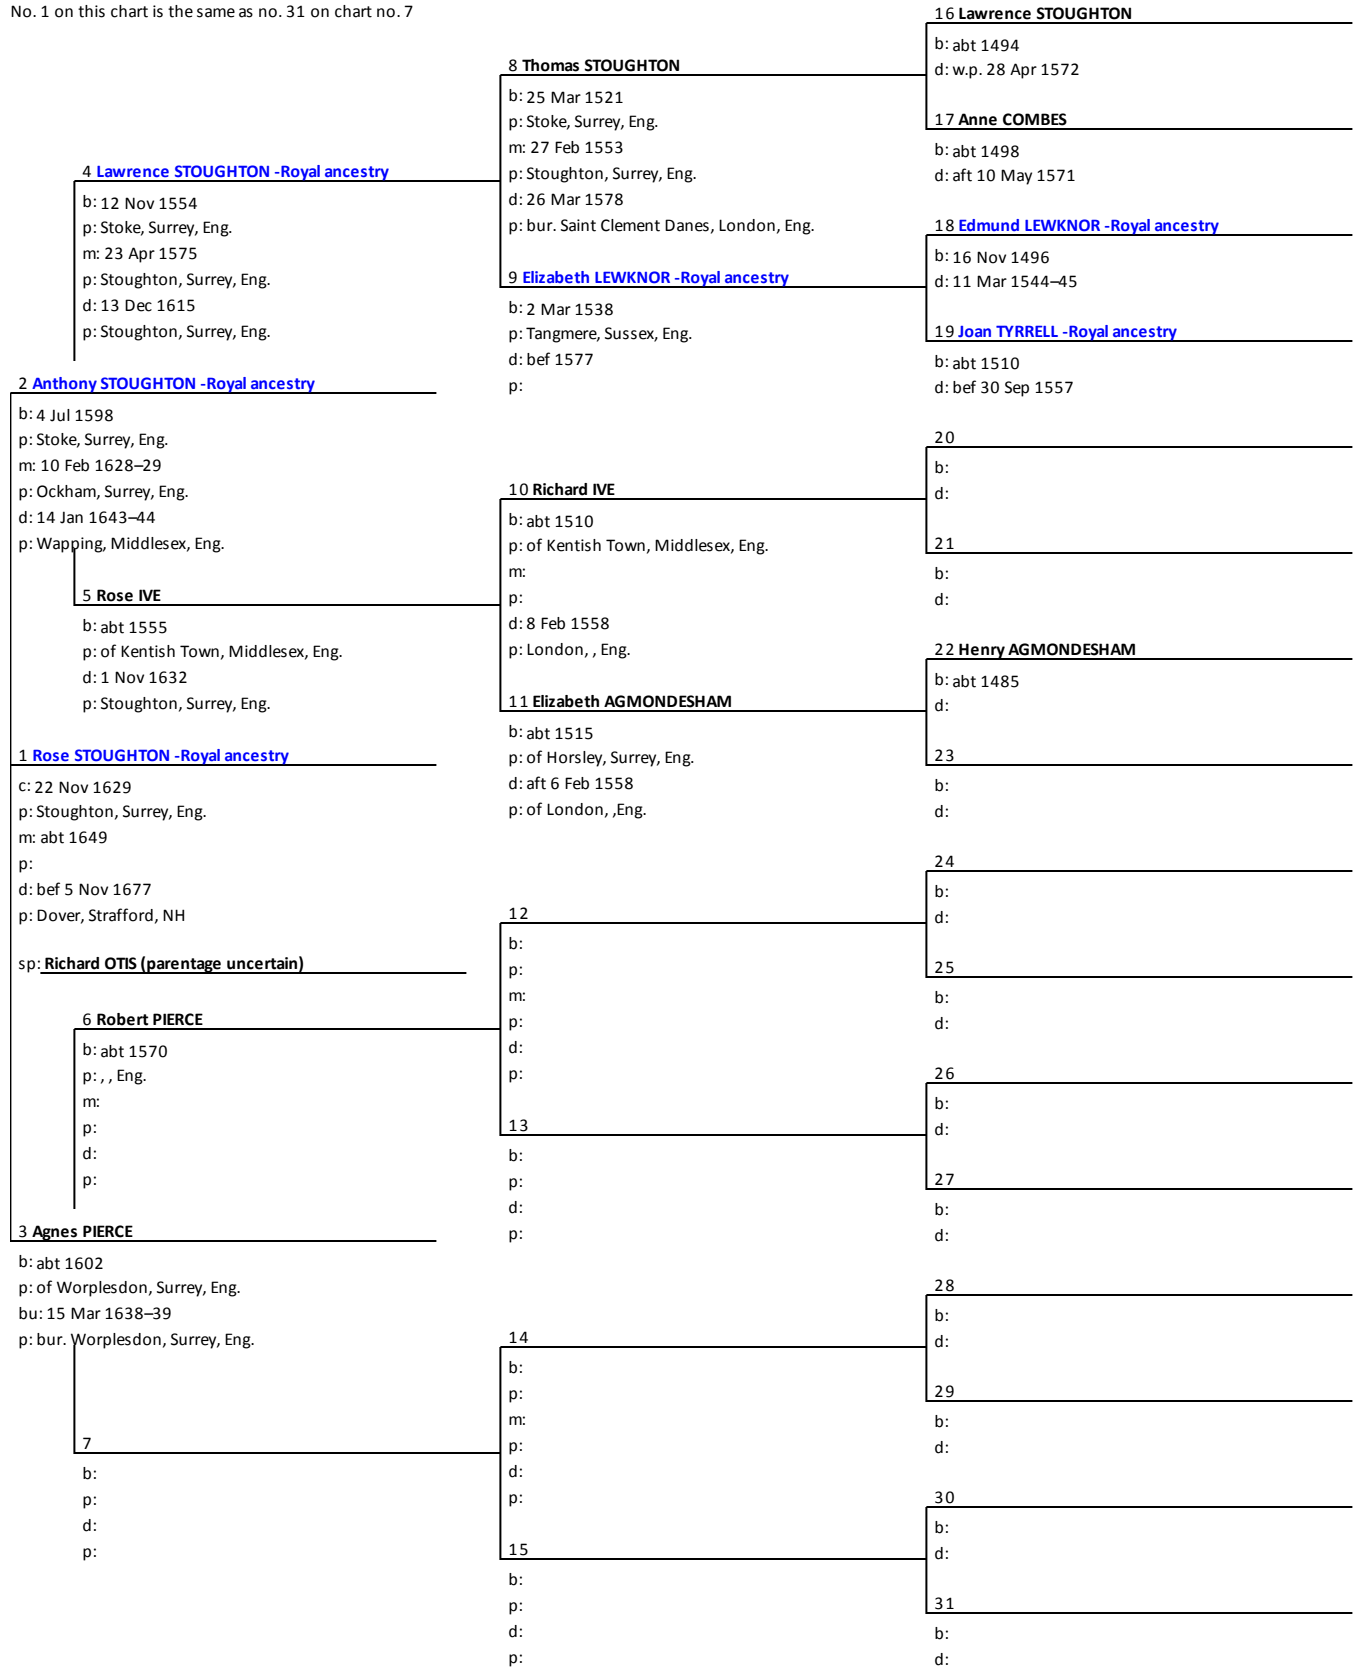 No. 1 on this chart is the same as no. 31 on chart no. 7
16 Lawrence STOUGHTON
b: abt 1494
d: w.p. 28 Apr 1572
8 Thomas STOUGHTON
b: 25 Mar 1521
p: Stoke, Surrey, Eng.
m: 27 Feb 1553
p: Stoughton, Surrey, Eng.
d: 26 Mar 1578
p: bur. Saint Clement Danes, London, Eng.
17 Anne COMBES
b: abt 1498
d: aft 10 May 1571
4 Lawrence STOUGHTON -Royal ancestry
b: 12 Nov 1554
p: Stoke, Surrey, Eng.
m: 23 Apr 1575
p: Stoughton, Surrey, Eng.
d: 13 Dec 1615
p: Stoughton, Surrey, Eng.
18 Edmund LEWKNOR -Royal ancestry
b: 16 Nov 1496
d: 11 Mar 1544–45
9 Elizabeth LEWKNOR -Royal ancestry
b: 2 Mar 1538
p: Tangmere, Sussex, Eng.
d: bef 1577
p:
19 Joan TYRRELL -Royal ancestry
b: abt 1510
d: bef 30 Sep 1557
2 Anthony STOUGHTON -Royal ancestry
b: 4 Jul 1598
p: Stoke, Surrey, Eng.
m: 10 Feb 1628–29
p: Ockham, Surrey, Eng.
d: 14 Jan 1643–44
p: Wapping, Middlesex, Eng.
20
b:
d:
10 Richard IVE
b: abt 1510
p: of Kentish Town, Middlesex, Eng.
m:
p:
d: 8 Feb 1558
p: London, , Eng.
21
b:
d:
5 Rose IVE
b: abt 1555
p: of Kentish Town, Middlesex, Eng.
d: 1 Nov 1632
p: Stoughton, Surrey, Eng.
22 Henry AGMONDESHAM
b: abt 1485
d:
11 Elizabeth AGMONDESHAM
b: abt 1515
p: of Horsley, Surrey, Eng.
d: aft 6 Feb 1558
p: of London, ,Eng.
23
b:
d:
1 Rose STOUGHTON -Royal ancestry
c: 22 Nov 1629
p: Stoughton, Surrey, Eng.
m: abt 1649
p:
d: bef 5 Nov 1677
p: Dover, Strafford, NH
sp: Richard OTIS (parentage uncertain)
24
b:
d:
12
b:
p:
m:
p:
d:
p:
25
b:
d:
6 Robert PIERCE
b: abt 1570
p: , , Eng.
m:
p:
d:
p:
26
b:
d:
13
b:
p:
d:
p:
27
b:
d:
3 Agnes PIERCE
b: abt 1602
p: of Worplesdon, Surrey, Eng.
bu: 15 Mar 1638–39
p: bur. Worplesdon, Surrey, Eng.
28
b:
d:
14
b:
p:
m:
p:
d:
p:
29
b:
d:
7
b:
p:
d:
p:
30
b:
d:
15
b:
p:
d:
p:
31
b:
d: